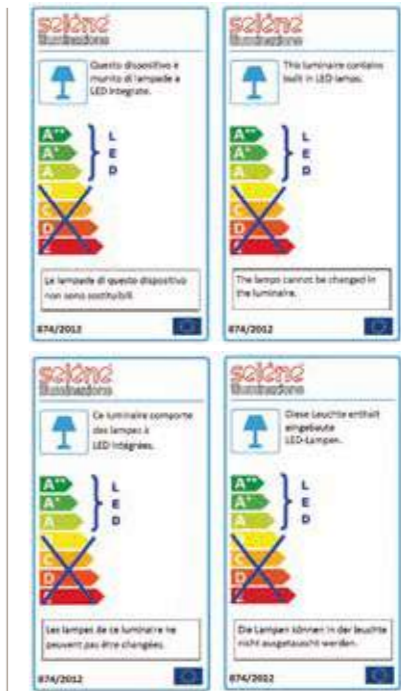 selène
illuminazione
Questo dispositivo è
munito di lampade a
LED integrate.
A++
A+
A
L
E
D
C
D
E
Le lampade di questo dispositivo
non sono sostituibili.
874/2012
selène
illuminazione
This luminaire contains
built in LED lamps.
A++
A+
A
L
E
D
C
D
E
The lamps cannot be changed in
the luminaire.
874/2012
selène
illuminazione
Ce luminaire comporte
des lampes à
LED intégrées.
A++
A+
A
L
E
D
C
D
E
Les lampes de ce luminaire ne
peuvent pas être changées.
874/2012
selène
illuminazione
Diese Leuchte enthält
eingebaute
LED-Lampen.
A++
A+
A
L
E
D
C
D
E
Die Lampen können in der leuchte
nicht ausgetauscht werden.
874/2012